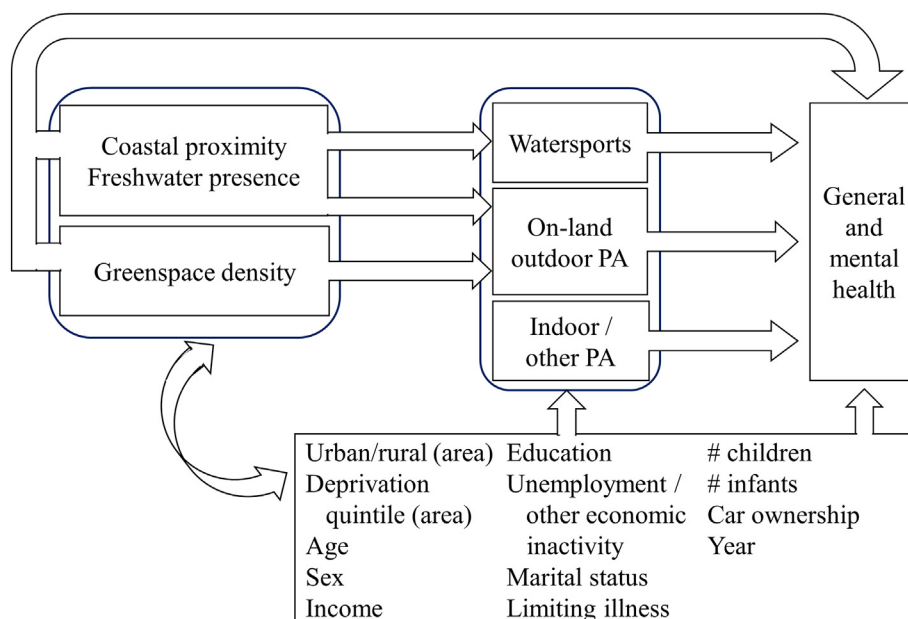 Coastal proximity
Freshwater presence
Greenspace density
Watersports
On-land
outdoor PA
Indoor /
other PA
General
and
mental
health
Urban/rural (area)
Deprivation
quintile (area)
Age
Sex
Income
Education
Unemployment /
other economic
inactivity
Marital status
Limiting illness
# children
# infants
Car ownership
Year